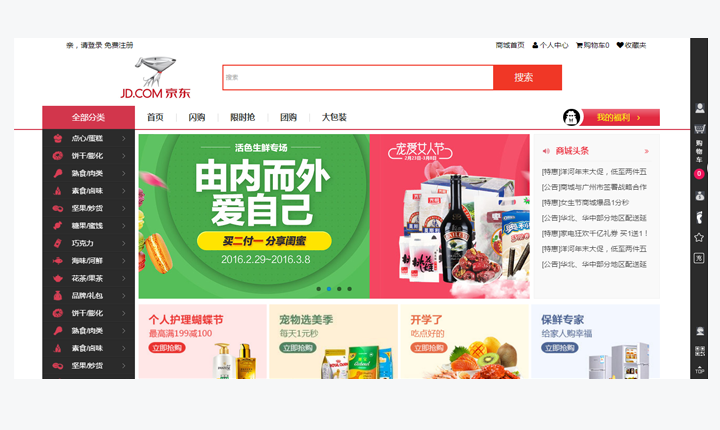 亲，请登录 免费注册
商城首页 个人中心 购物车0 收藏夹
JD.COM 京东
搜索
搜索
全部分类
首页 闪购 限时抢 团购 大包装
我的福利 >
点心/蛋糕
饼干/膨化
熟食/肉类
素食/卤味
坚果/炒货
糖果/蜜饯
巧克力
海味/河鲜
花茶/果茶
品牌/礼包
饼干/膨化
熟食/肉类
素食/卤味
坚果/炒货
活色生鲜专场
由内而外
爱自己
买二付一 分享闺蜜
2016.2.29~2016.3.8
宠爱女人节
商城头条
[特惠]洋河年末大促，低至两件五
[公告]商城与广州市签署战略合作
[特惠]女生节商城爆品1分秒
[公告]华北、华中部分地区配送延
[特惠]家电狂欢千亿礼券 买1送1！
[特惠]洋河年末大促，低至两件五
[公告]华北、华中部分地区配送延
个人护理蝴蝶节
最高满199减100
立即抢购
宠物选美季
每天1元秒
立即抢购
开学了
吃点好的
立即抢购
保鲜专家
给家人购幸福
立即抢购
购物车
0
充
TOP